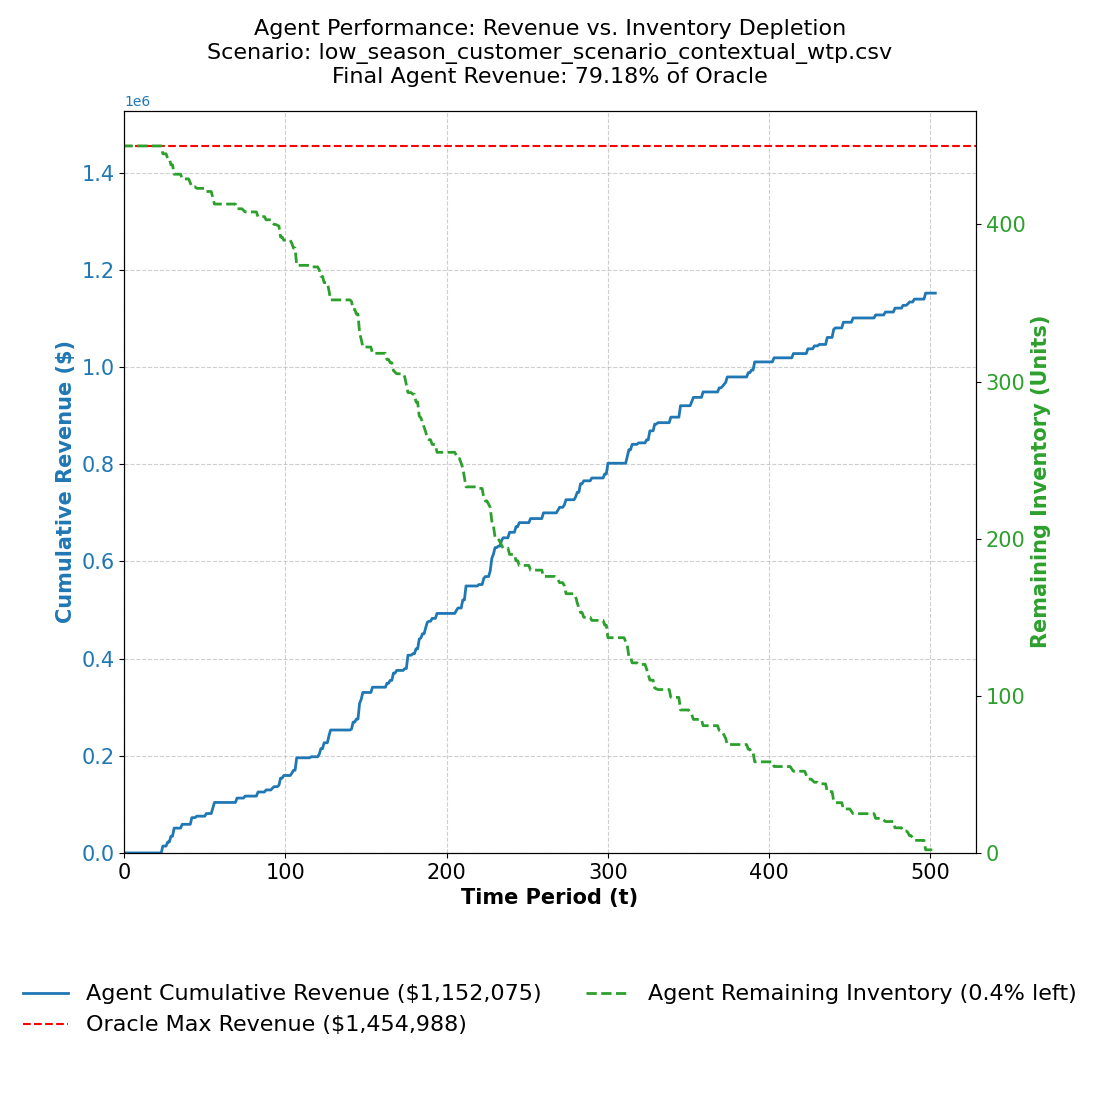 Agent Performance: Revenue vs. Inventory Depletion
Scenario: low_season_customer_scenario_contextual_wtp.csv
Final Agent Revenue: 79.18% of Oracle
1e6
1.4
1.2
1.0
0.8
0.6
0.4
0.2
0.0
Cumulative Revenue ($)
400
300
200
100
0
Remaining Inventory (Units)
0 100 200 300 400 500
Time Period (t)
Agent Cumulative Revenue ($1,152,075)
Oracle Max Revenue ($1,454,988)
Agent Remaining Inventory (0.4% left)